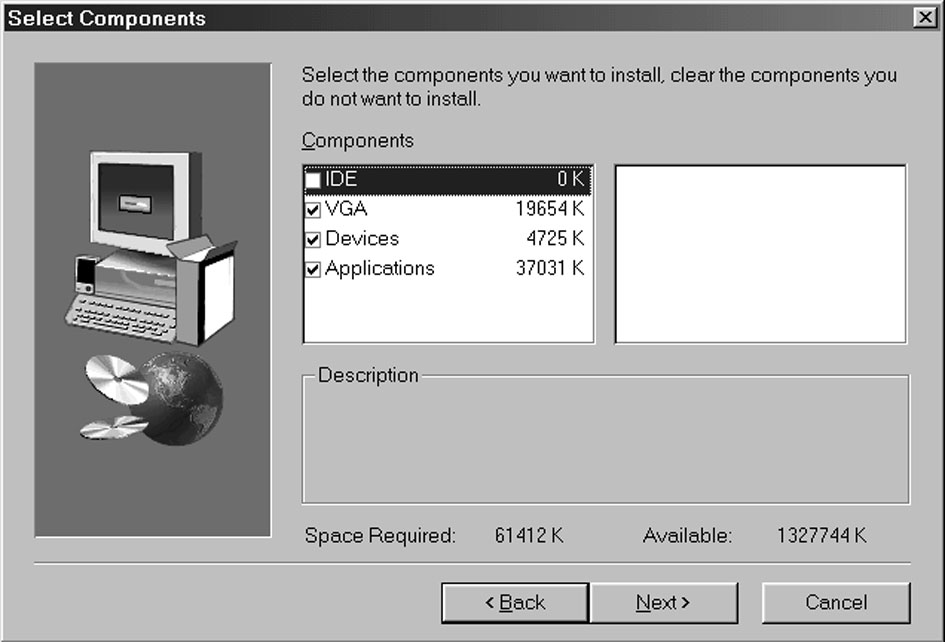 Select Components
Select the components you want to install, clear the components you
do not want to install.
Components
IDE 0 K
VGA 19654 K
Devices 4725 K
Applications 37031 K
Description
Space Required: 61412 K Available: 1327744 K
< Back Next > Cancel